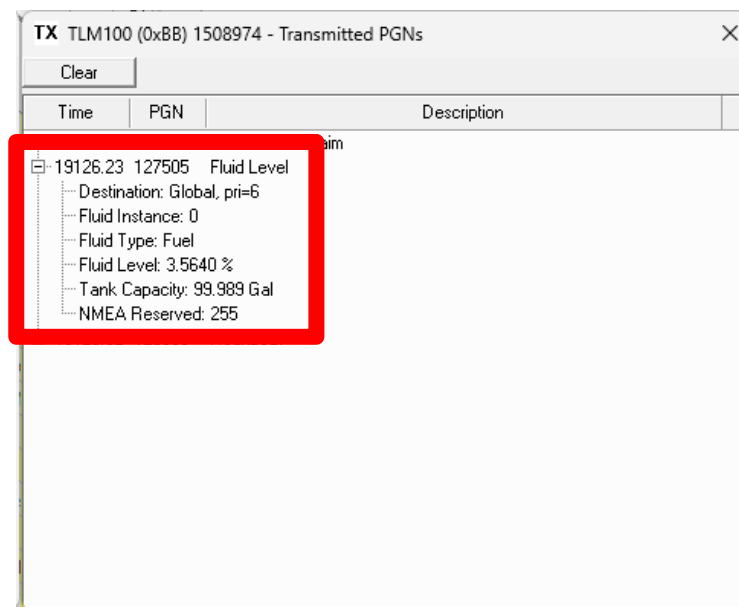 TX TLM100 (0xBB) 1508974 - Transmitted PGNs
Clear
Time PGN Description
19126.23 127505 Fluid Level
Destination: Global, pri=6
Fluid Instance: 0
Fluid Type: Fuel
Fluid Level: 3.5640 %
Tank Capacity: 99.989 Gal
NMEA Reserved: 255